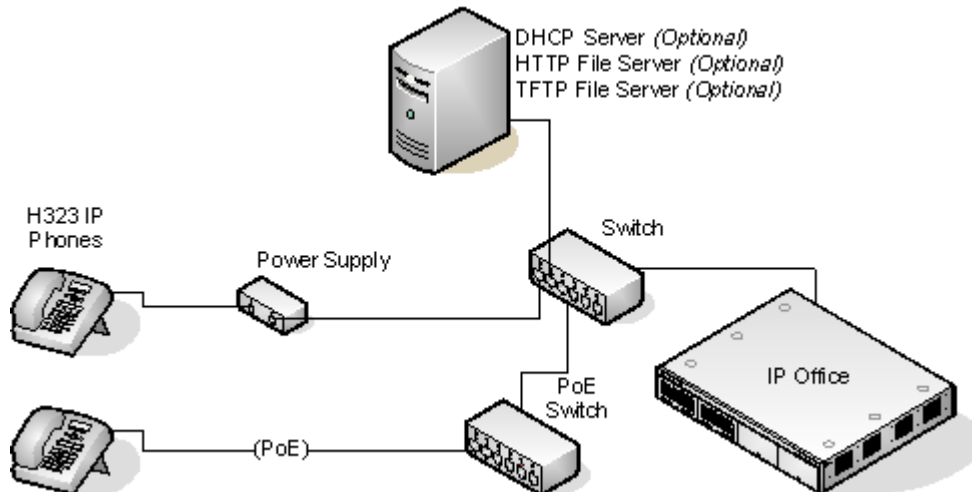 DHCP Server (Optional)
HTTP File Server (Optional)
TFTP File Server (Optional)
H323 IP
Phones
Power Supply
Switch
IP Office
PoE
Switch
(PoE)